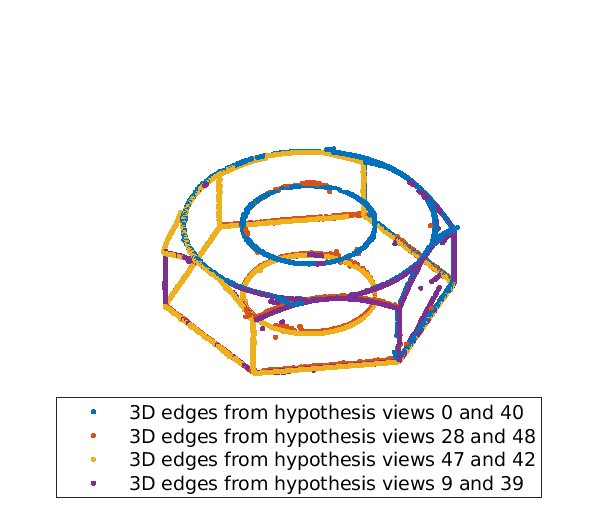 3D edges from hypothesis views 0 and 40
3D edges from hypothesis views 28 and 48
3D edges from hypothesis views 47 and 42
3D edges from hypothesis views 9 and 39